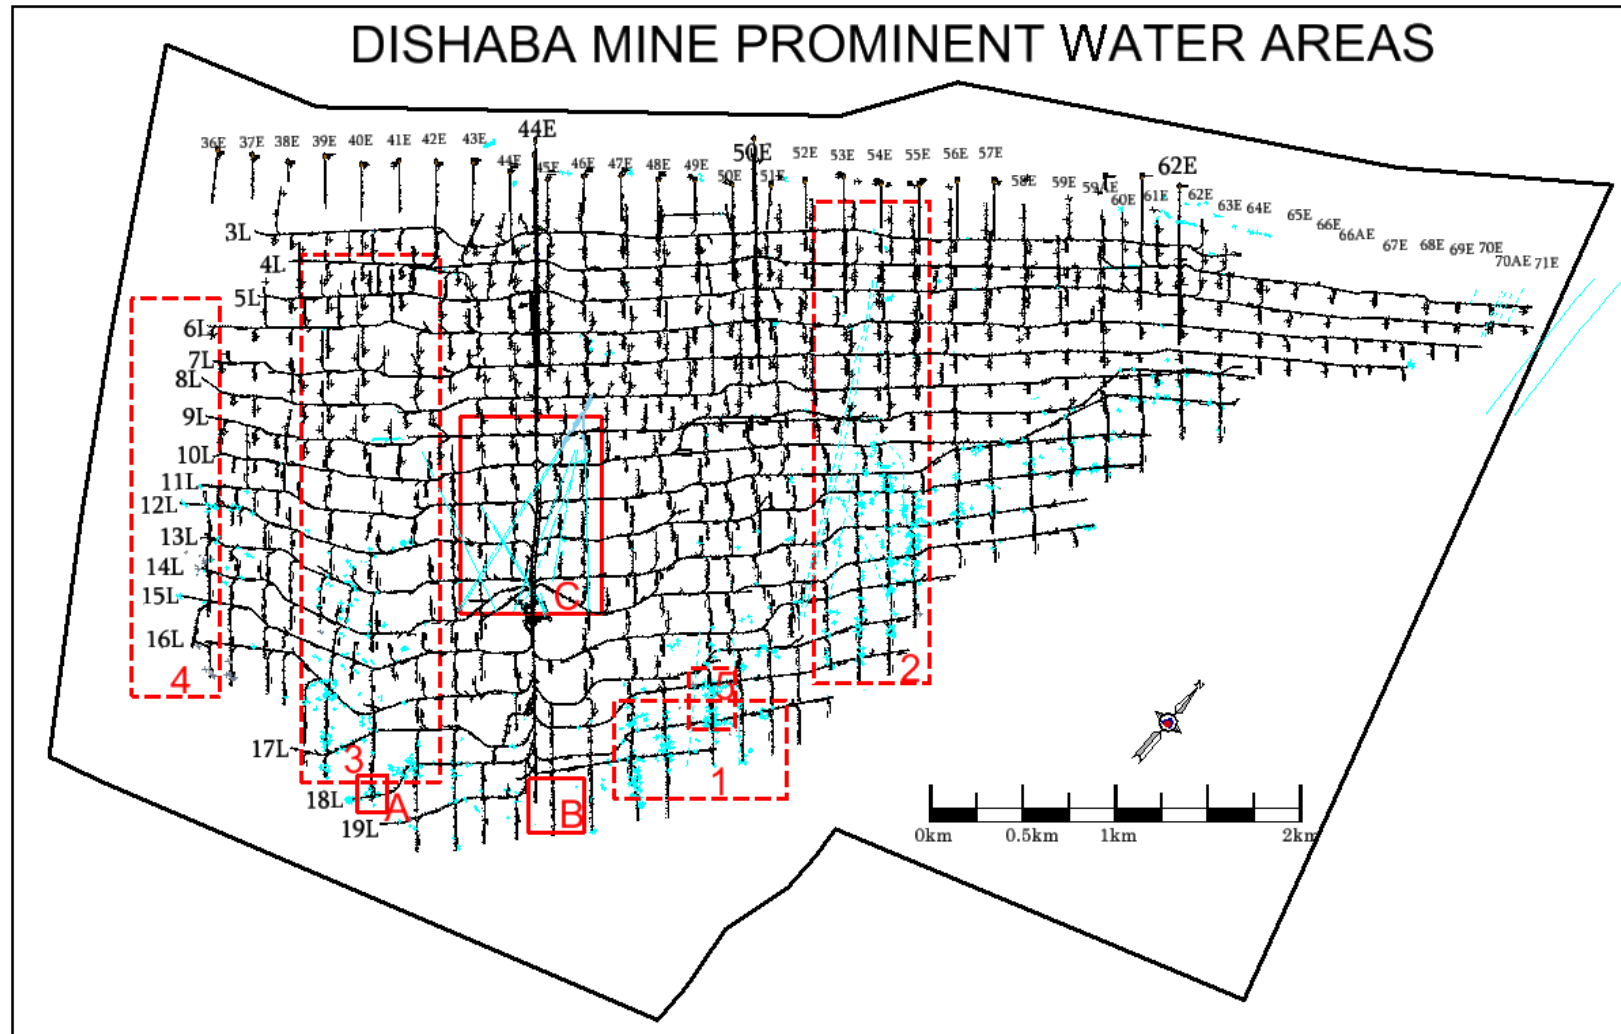 DISHABA MINE PROMINENT WATER AREAS
36E 37E 38E 39E 40E 41E 42E 43E 44E 44E 45E 46E 47E 48E 49E 50E 50E 51E 52E 53E 54E 55E 56E 57E 58E 59E 59AE 60E 61E 62E 62E 63E 64E 65E 66E 66AE 67E 68E 69E 70E 70AE 71E
3L
4L
5L
6L
7L
8L
9L
10L
11L
12L
13L
14L
15L
16L
17L
18L
19L
C
4
2
5
3
1
A
B
0km 0.5km 1km 2km